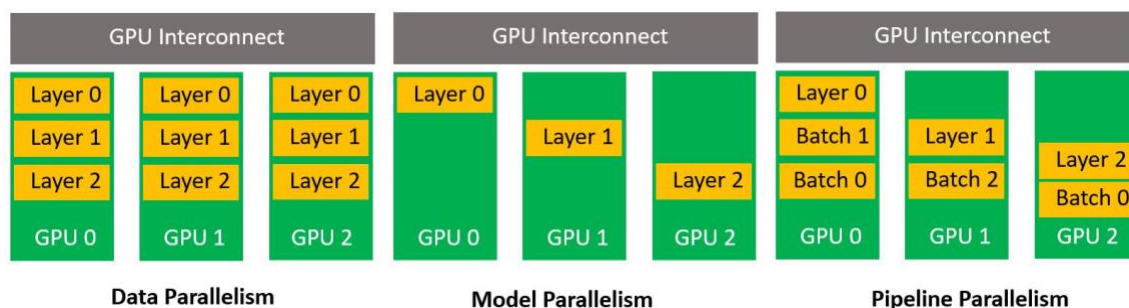 GPU Interconnect
Layer 0
Layer 1
Layer 2
GPU 0
Layer 0
Layer 1
Layer 2
GPU 1
Layer 0
Layer 1
Layer 2
GPU 2
Data Parallelism
GPU Interconnect
Layer 0
GPU 0
Layer 1
GPU 1
Layer 2
GPU 2
Model Parallelism
GPU Interconnect
Layer 0
Batch 1
Batch 0
GPU 0
Layer 1
Batch 2
GPU 1
Layer 2
Batch 0
GPU 2
Pipeline Parallelism